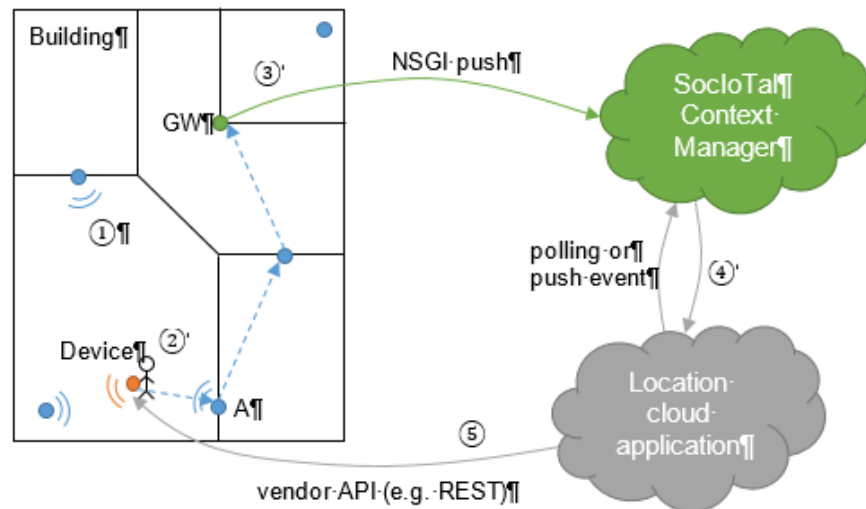 Building¶
③'
NSGI·push¶
SocIoTal¶
Context·
Manager¶
GW¶
①¶
polling·or¶
push·event¶
④'
②'
Device¶
Location·
cloud·
application¶
A¶
⑤
vendor·API·(e.g.·REST)¶